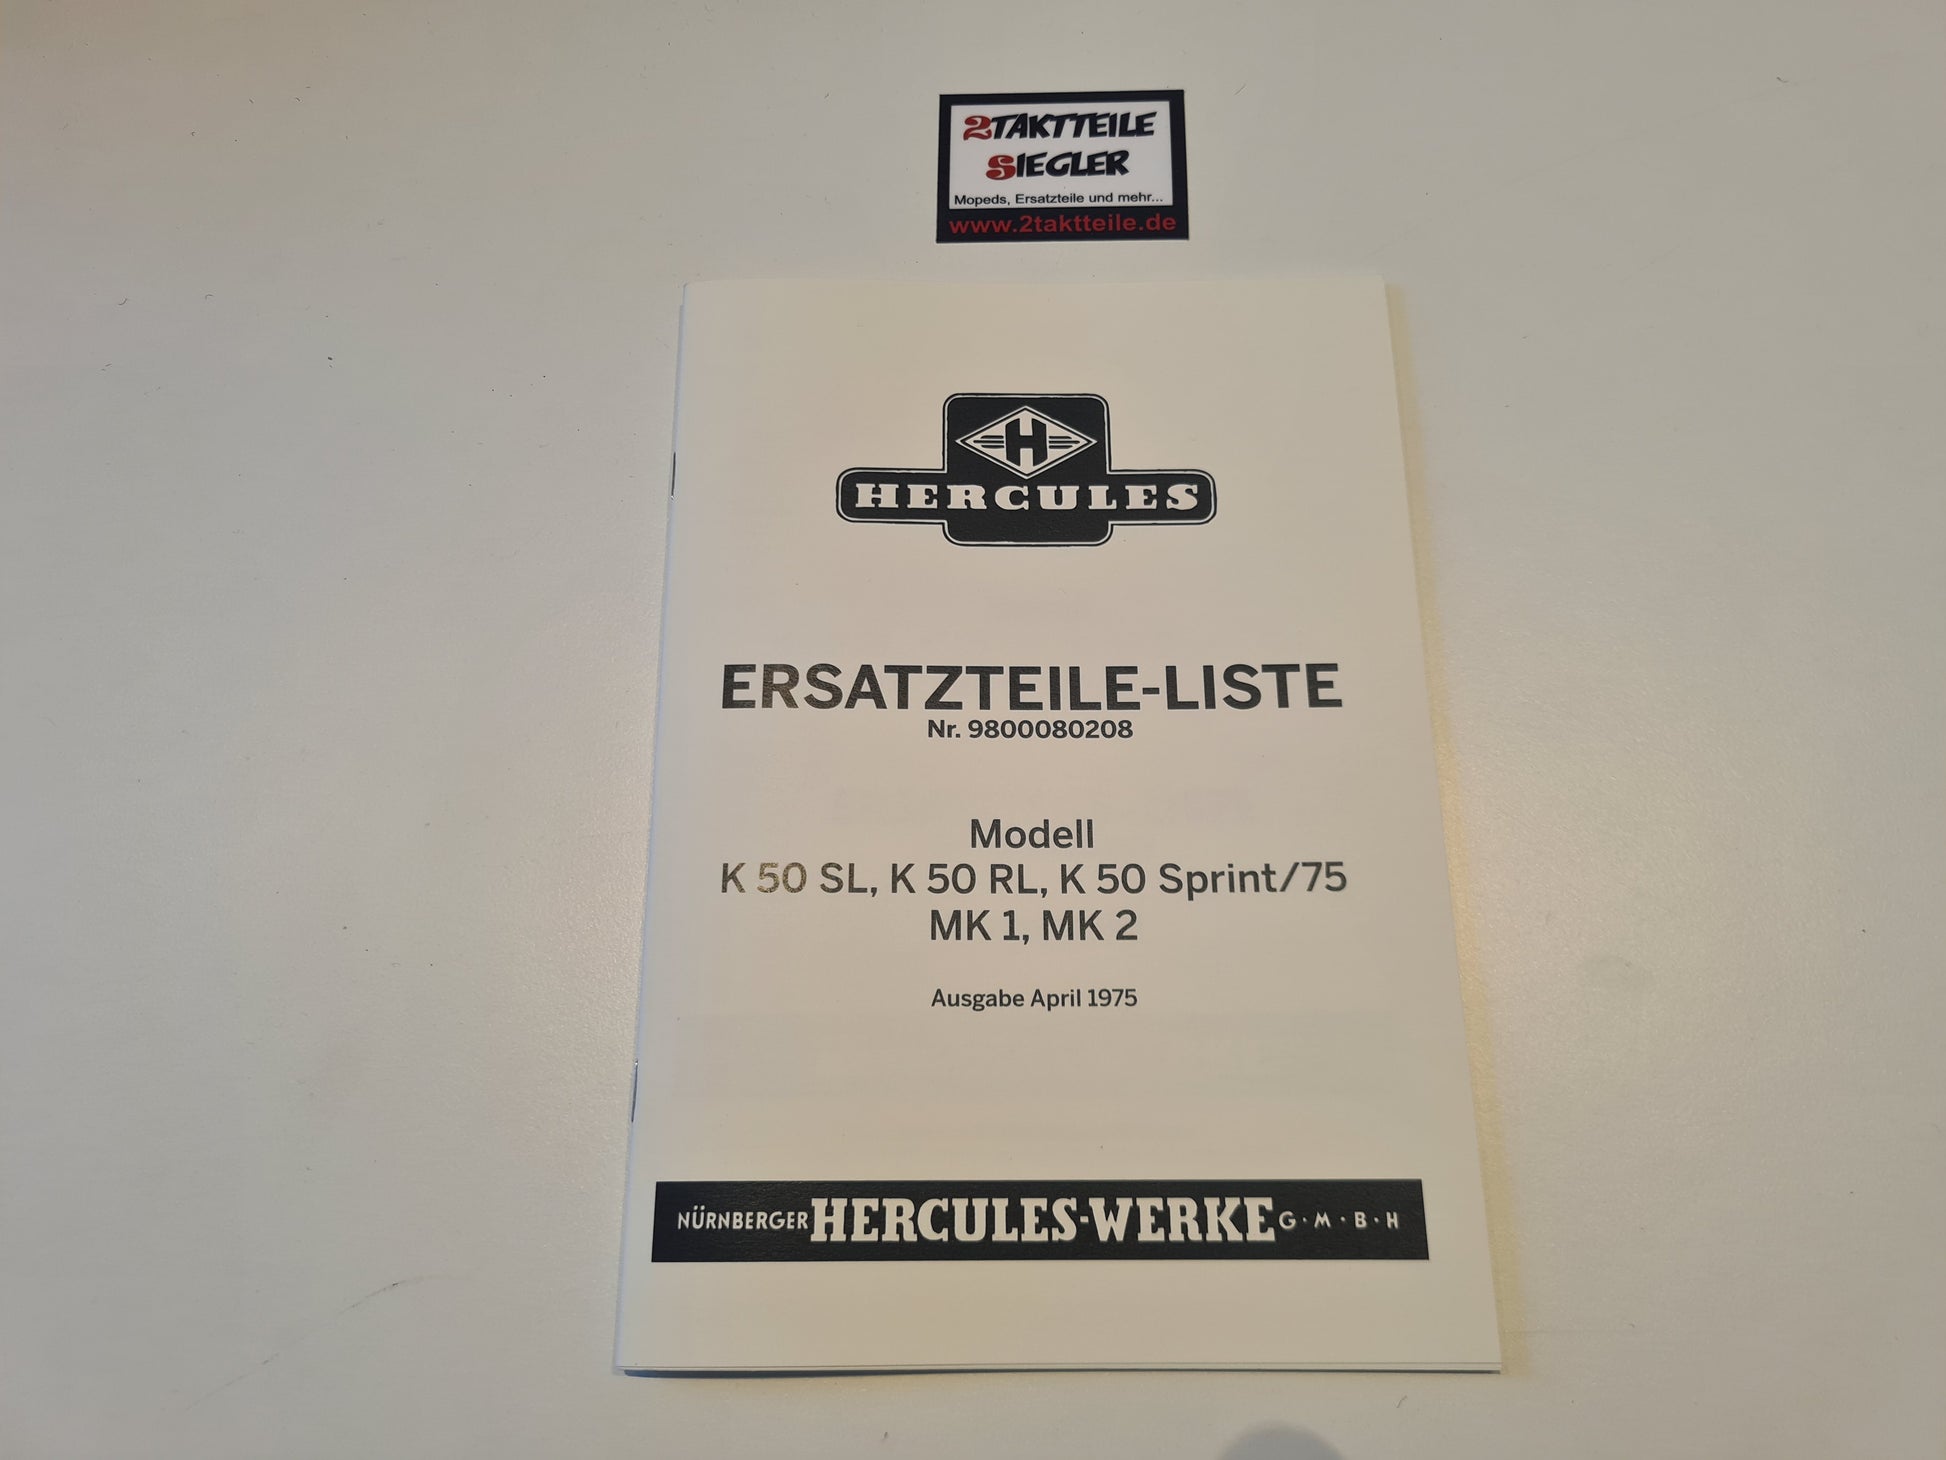 2TAKTTEILE
SIEGLER
Mopeds, Ersatzteile und mehr...
www.2taktteile.de
H
HERCULES
ERSATZTEILE-LISTE
Nr. 9800080208
Modell
K 50 SL, K 50 RL, K 50 Sprint/75
MK 1, MK 2
Ausgabe April 1975
NÜRNBERGER HERCULES-WERKE G·M·B·H